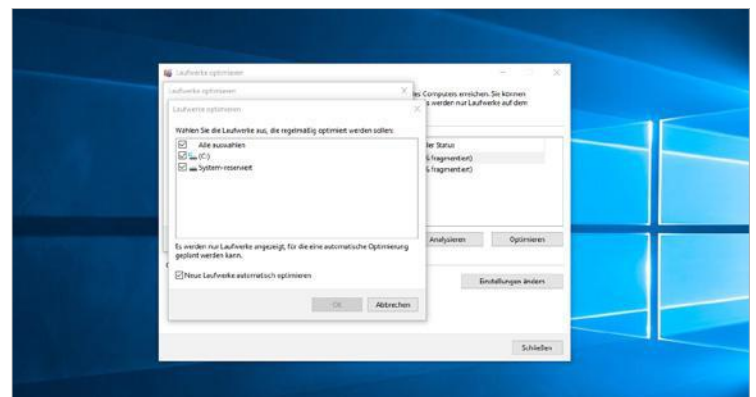 Laufwerke optimieren
Laufwerke optimieren
Laufwerke optimieren
Computers erreichen. Sie können
werden nur Laufwerke auf dem
Wählen Sie die Laufwerke aus, die regelmäßig optimiert werden sollen:
Alle auswählen
(C:)
System-reserviert
Status
fragmentiert)
fragmentiert)
Analysieren
Optimieren
Es werden nur Laufwerke angezeigt, für die eine automatische Optimierung
geplant werden kann.
Neue Laufwerke automatisch optimieren
Einstellungen ändern
OK
Abbrechen
Schließen